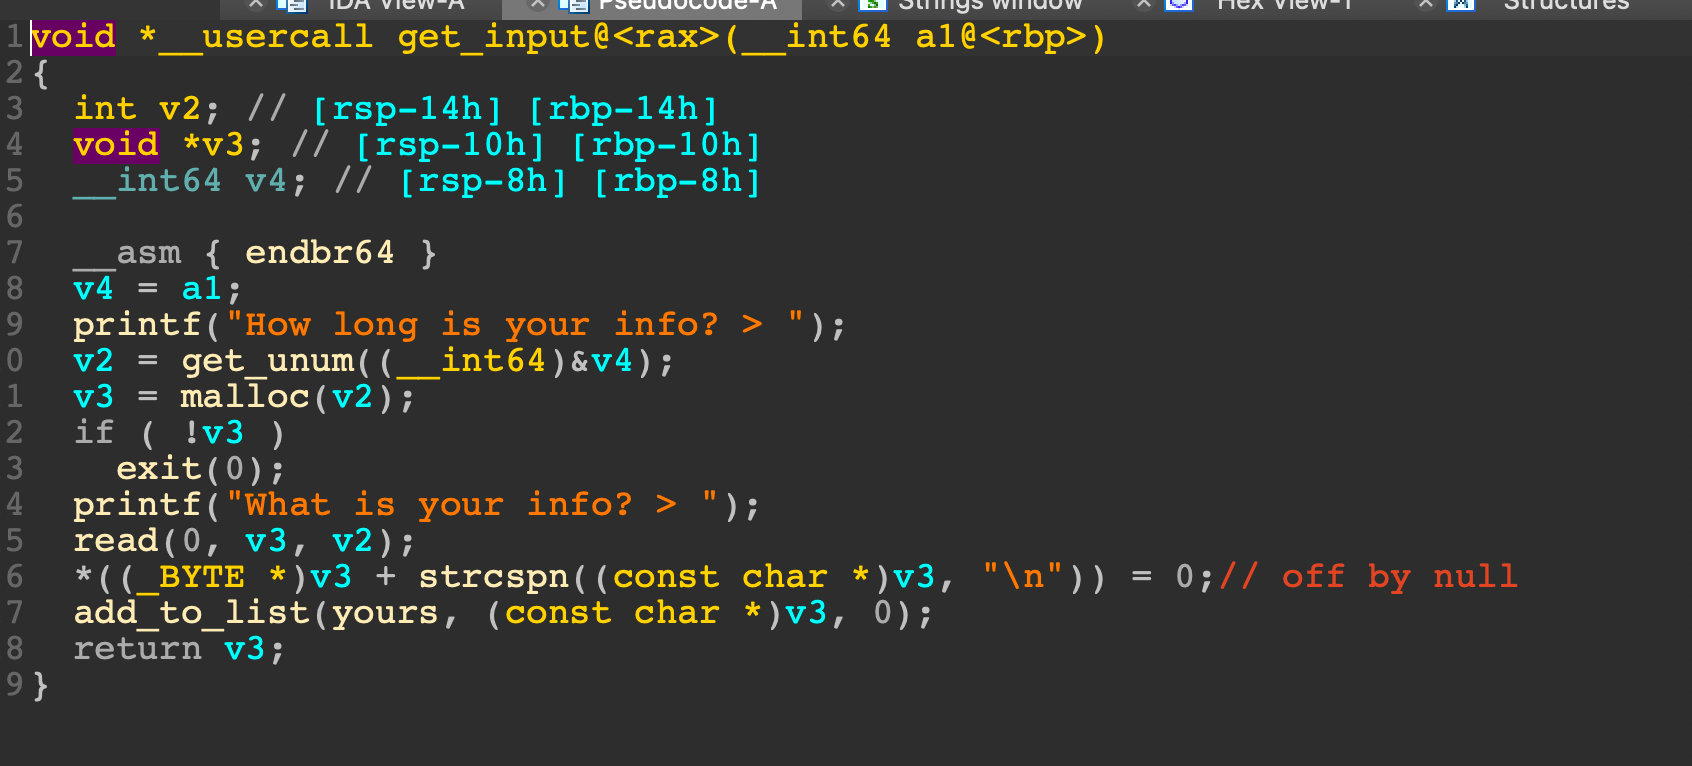 IDA View-A Pseudocode-A Strings window Hex View-1 Structures
1 void *__usercall get_input@<rax>(__int64 a1@<rbp>)
2 {
3 int v2; // [rsp-14h] [rbp-14h]
4 void *v3; // [rsp-10h] [rbp-10h]
5 __int64 v4; // [rsp-8h] [rbp-8h]
6
7 __asm { endbr64 }
8 v4 = a1;
9 printf("How long is your info? > ");
0 v2 = get_unum((__int64)&v4);
1 v3 = malloc(v2);
2 if ( !v3 )
3 exit(0);
4 printf("What is your info? > ");
5 read(0, v3, v2);
6 *((_BYTE *)v3 + strcspn((const char *)v3, "\n")) = 0;// off by null
7 add_to_list(yours, (const char *)v3, 0);
8 return v3;
9 }